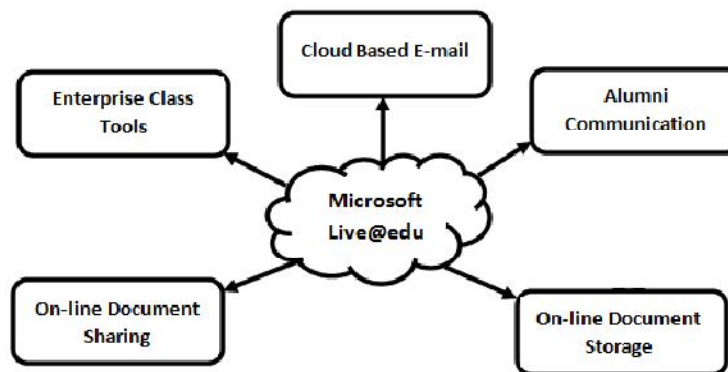 Cloud Based E-mail
Enterprise Class
Tools
Alumni
Communication
Microsoft
Live@edu
On-line Document
Sharing
On-line Document
Storage